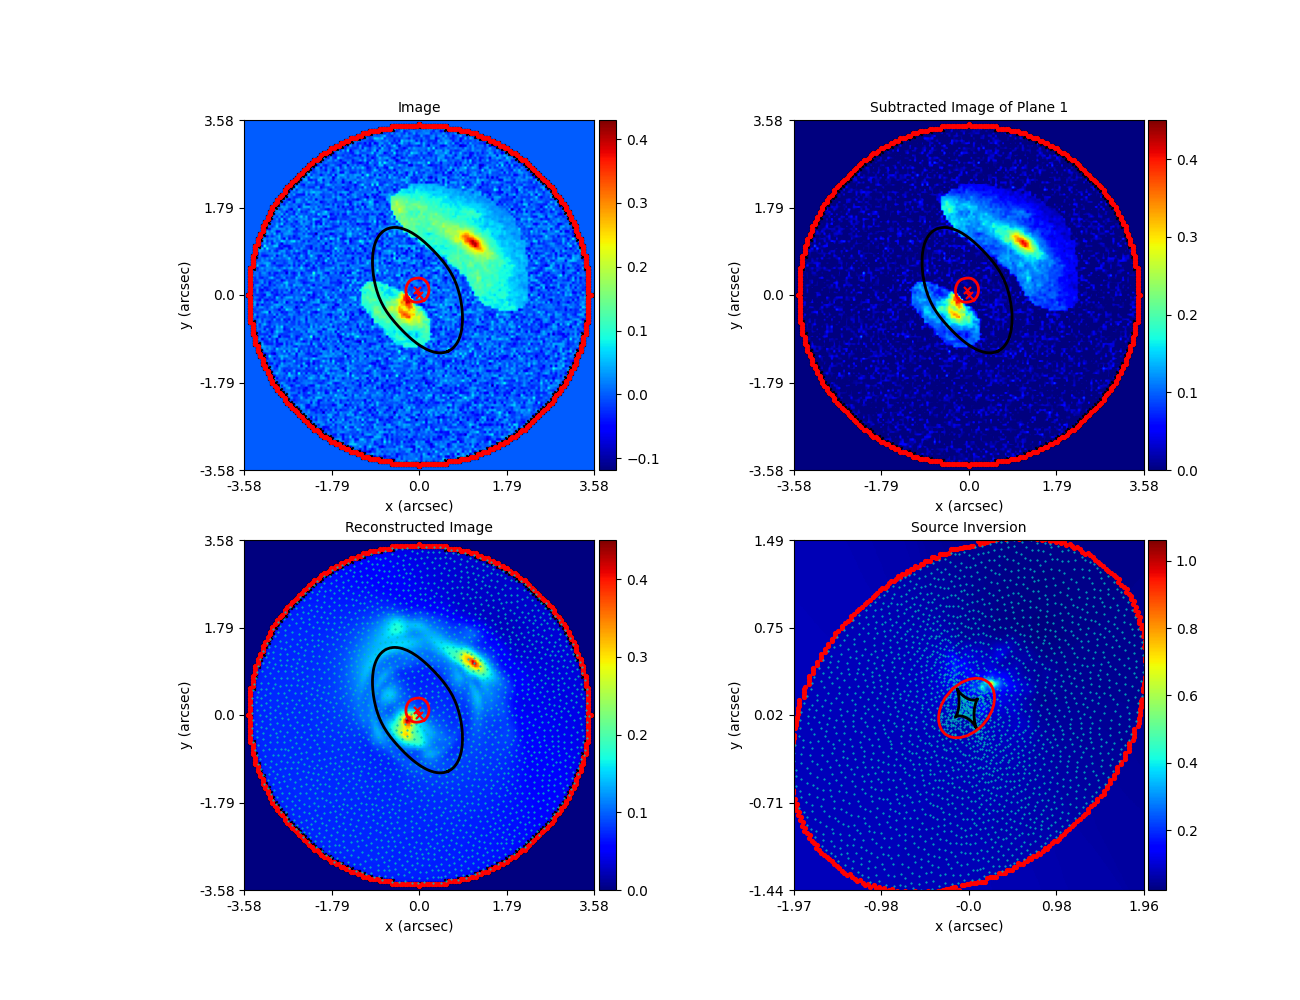 Image
3.58
1.79
0.0
-1.79
-3.58
y (arcsec)
-3.58 -1.79 0.0 1.79 3.58
x (arcsec)
0.4
0.3
0.2
0.1
0.0
−0.1
Subtracted Image of Plane 1
3.58
1.79
0.0
-1.79
-3.58
y (arcsec)
-3.58 -1.79 0.0 1.79 3.58
x (arcsec)
0.4
0.3
0.2
0.1
0.0
Reconstructed Image
3.58
1.79
0.0
-1.79
-3.58
y (arcsec)
-3.58 -1.79 0.0 1.79 3.58
x (arcsec)
0.4
0.3
0.2
0.1
0.0
Source Inversion
1.49
0.75
0.02
-0.71
-1.44
y (arcsec)
-1.97 -0.98 -0.0 0.98 1.96
x (arcsec)
1.0
0.8
0.6
0.4
0.2